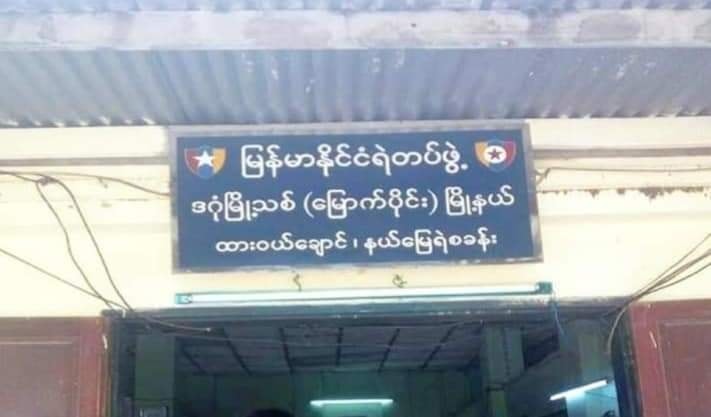 မြန်မာနိုင်ငံရဲတပ်ဖွဲ့
ဒဂုံမြို့သစ် (မြောက်ပိုင်း) မြို့နယ်
ထားဝယ်ချောင် ၊ နယ်မြေရဲစခန်း